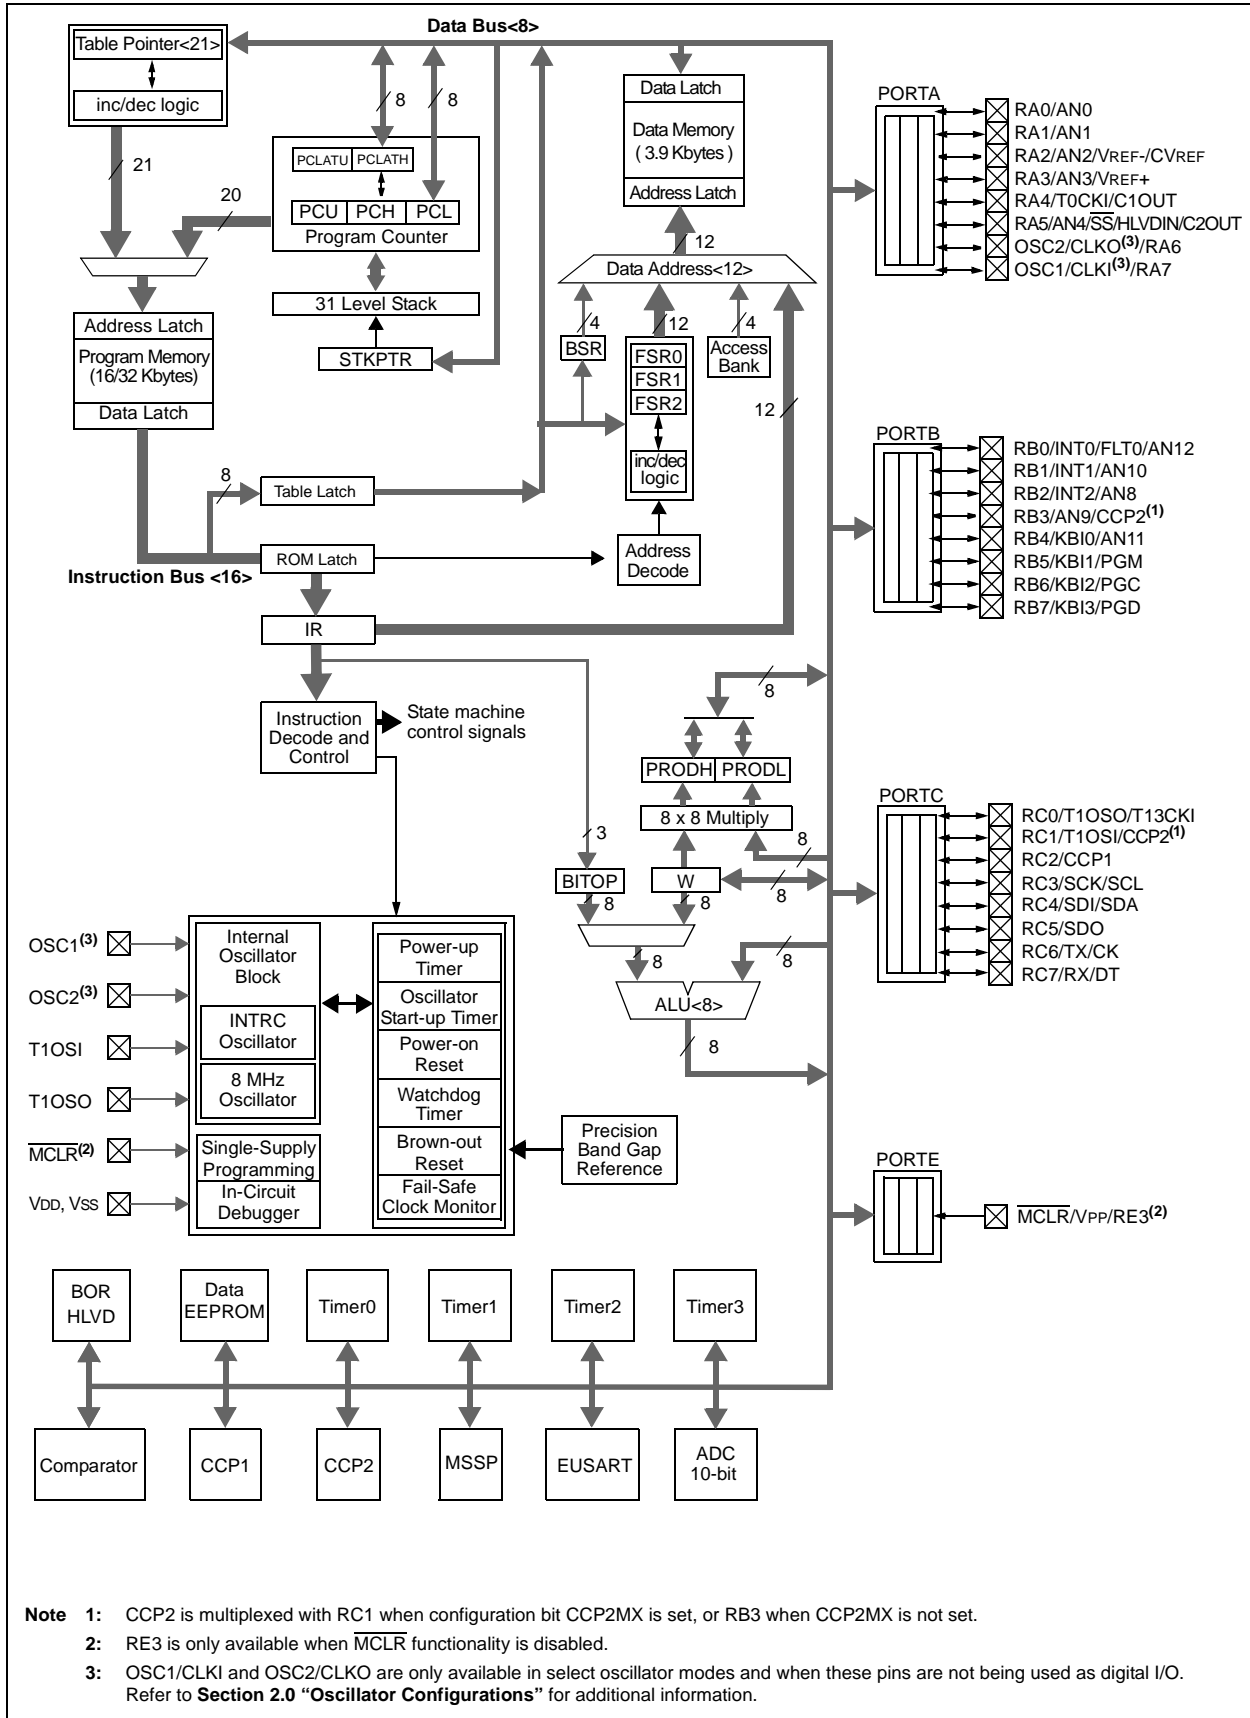 Data Bus<8>
Table Pointer<21>
inc/dec logic
21
20
8
8
PCLATU PCLATH
PCU PCH PCL
Program Counter
31 Level Stack
STKPTR
Data Latch
Data Memory
( 3.9 Kbytes )
Address Latch
12
Data Address<12>
4
12
4
BSR
FSR0
FSR1
FSR2
inc/dec
logic
Access
Bank
12
Address
Decode
Address Latch
Program Memory
(16/32 Kbytes)
Data Latch
8
Table Latch
ROM Latch
Instruction Bus <16>
IR
Instruction
Decode and
Control
State machine
control signals
8
PRODH PRODL
8 x 8 Multiply
3
8
BITOP
W
8
8
8
8
8
ALU<8>
8
PORTA
RA0/AN0
RA1/AN1
RA2/AN2/VREF-/CVREF
RA3/AN3/VREF+
RA4/T0CKI/C1OUT
RA5/AN4/SS/HLVDIN/C2OUT
OSC2/CLKO(3)/RA6
OSC1/CLKI(3)/RA7
PORTB
RB0/INT0/FLT0/AN12
RB1/INT1/AN10
RB2/INT2/AN8
RB3/AN9/CCP2(1)
RB4/KBI0/AN11
RB5/KBI1/PGM
RB6/KBI2/PGC
RB7/KBI3/PGD
PORTC
RC0/T1OSO/T13CKI
RC1/T1OSI/CCP2(1)
RC2/CCP1
RC3/SCK/SCL
RC4/SDI/SDA
RC5/SDO
RC6/TX/CK
RC7/RX/DT
PORTE
MCLR/VPP/RE3(2)
OSC1(3)
OSC2(3)
T1OSI
T1OSO
MCLR(2)
VDD, VSS
Internal
Oscillator
Block
INTRC
Oscillator
8 MHz
Oscillator
Single-Supply
Programming
In-Circuit
Debugger
Power-up
Timer
Oscillator
Start-up Timer
Power-on
Reset
Watchdog
Timer
Brown-out
Reset
Fail-Safe
Clock Monitor
Precision
Band Gap
Reference
BOR
HLVD
Data
EEPROM
Timer0
Timer1
Timer2
Timer3
Comparator
CCP1
CCP2
MSSP
EUSART
ADC
10-bit
Note 1: CCP2 is multiplexed with RC1 when configuration bit CCP2MX is set, or RB3 when CCP2MX is not set.
2: RE3 is only available when MCLR functionality is disabled.
3: OSC1/CLKI and OSC2/CLKO are only available in select oscillator modes and when these pins are not being used as digital I/O.
Refer to Section 2.0 “Oscillator Configurations” for additional information.